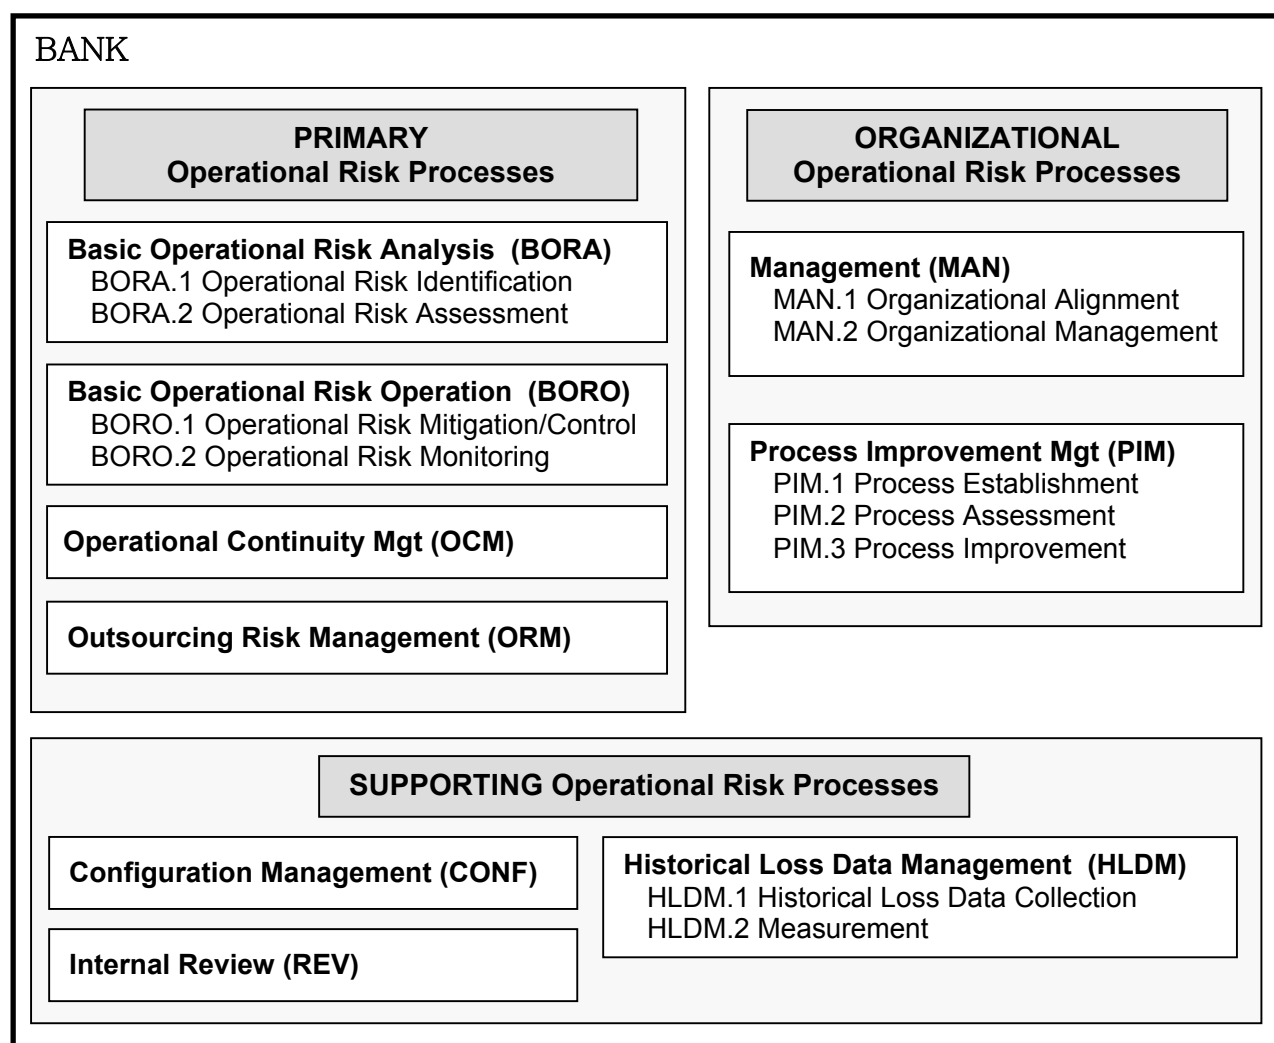 BANK
PRIMARY
Operational Risk Processes
Basic Operational Risk Analysis (BORA)
BORA.1 Operational Risk Identification
BORA.2 Operational Risk Assessment
Basic Operational Risk Operation (BORO)
BORO.1 Operational Risk Mitigation/Control
BORO.2 Operational Risk Monitoring
Operational Continuity Mgt (OCM)
Outsourcing Risk Management (ORM)
ORGANIZATIONAL
Operational Risk Processes
Management (MAN)
MAN.1 Organizational Alignment
MAN.2 Organizational Management
Process Improvement Mgt (PIM)
PIM.1 Process Establishment
PIM.2 Process Assessment
PIM.3 Process Improvement
SUPPORTING Operational Risk Processes
Configuration Management (CONF)
Internal Review (REV)
Historical Loss Data Management (HLDM)
HLDM.1 Historical Loss Data Collection
HLDM.2 Measurement